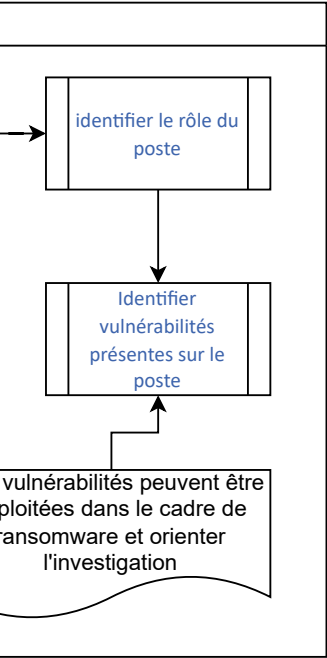 identifier le rôle du
poste
Identifier
vulnérabilités
présentes sur le
poste
vulnérabilités peuvent être
dans le cadre de
ransomware et orienter
l'investigation